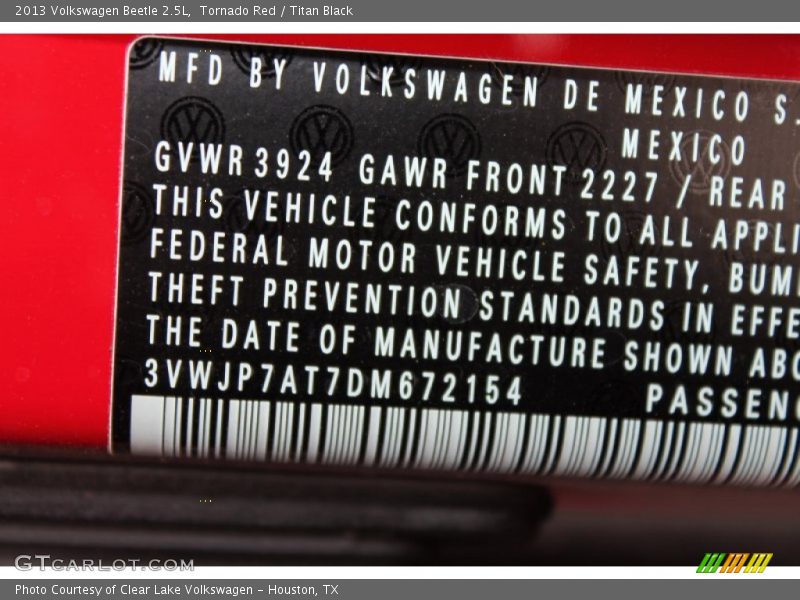 2013 Volkswagen Beetle 2.5L,  Tornado Red / Titan Black
MFD BY VOLKSWAGEN DE MEXICO S.
MEXICO
GVWR 3924 GAWR FRONT 2227 / REAR
THIS VEHICLE CONFORMS TO ALL APPLI
FEDERAL MOTOR VEHICLE SAFETY, BUM
THEFT PREVENTION STANDARDS IN EFFE
THE DATE OF MANUFACTURE SHOWN ABO
3VWJP7AT7DM672154 PASSEN
GTCARLOT.COM
Photo Courtesy of Clear Lake Volkswagen – Houston, TX